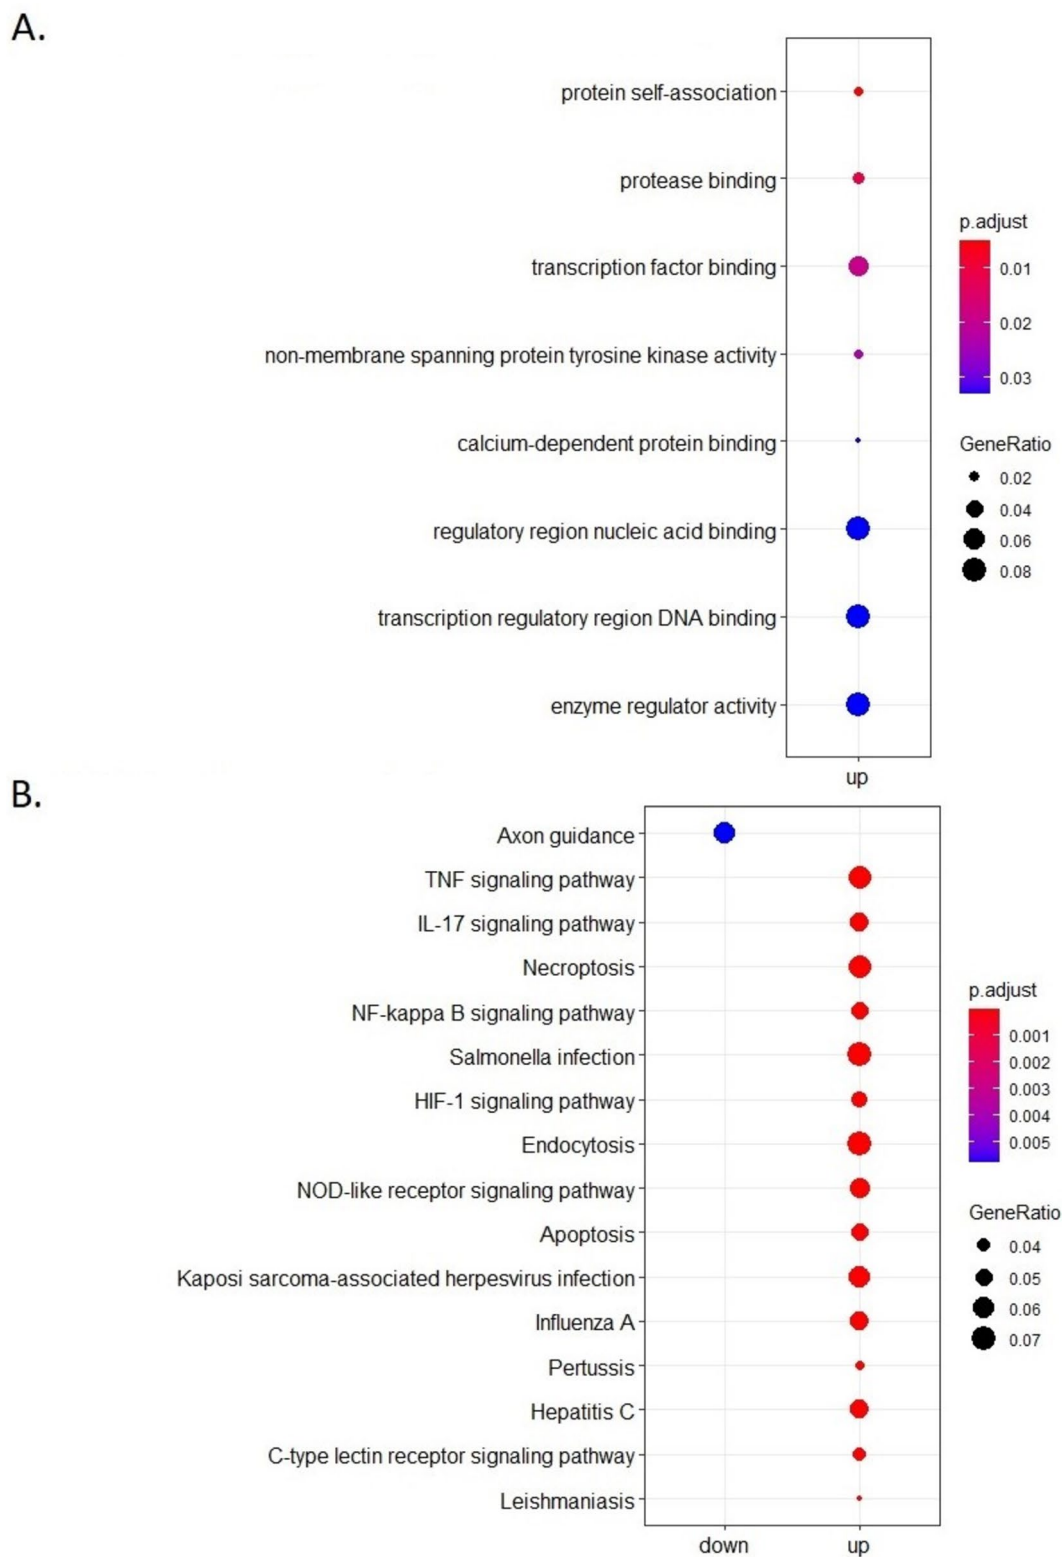 A.
protein self-association
protease binding
transcription factor binding
non-membrane spanning protein tyrosine kinase activity
calcium-dependent protein binding
regulatory region nucleic acid binding
transcription regulatory region DNA binding
enzyme regulator activity
up
p.adjust
0.01
0.02
0.03
GeneRatio
0.02
0.04
0.06
0.08
B.
Axon guidance
TNF signaling pathway
IL-17 signaling pathway
Necroptosis
NF-kappa B signaling pathway
Salmonella infection
HIF-1 signaling pathway
Endocytosis
NOD-like receptor signaling pathway
Apoptosis
Kaposi sarcoma-associated herpesvirus infection
Influenza A
Pertussis
Hepatitis C
C-type lectin receptor signaling pathway
Leishmaniasis
down up
p.adjust
0.001
0.002
0.003
0.004
0.005
GeneRatio
0.04
0.05
0.06
0.07